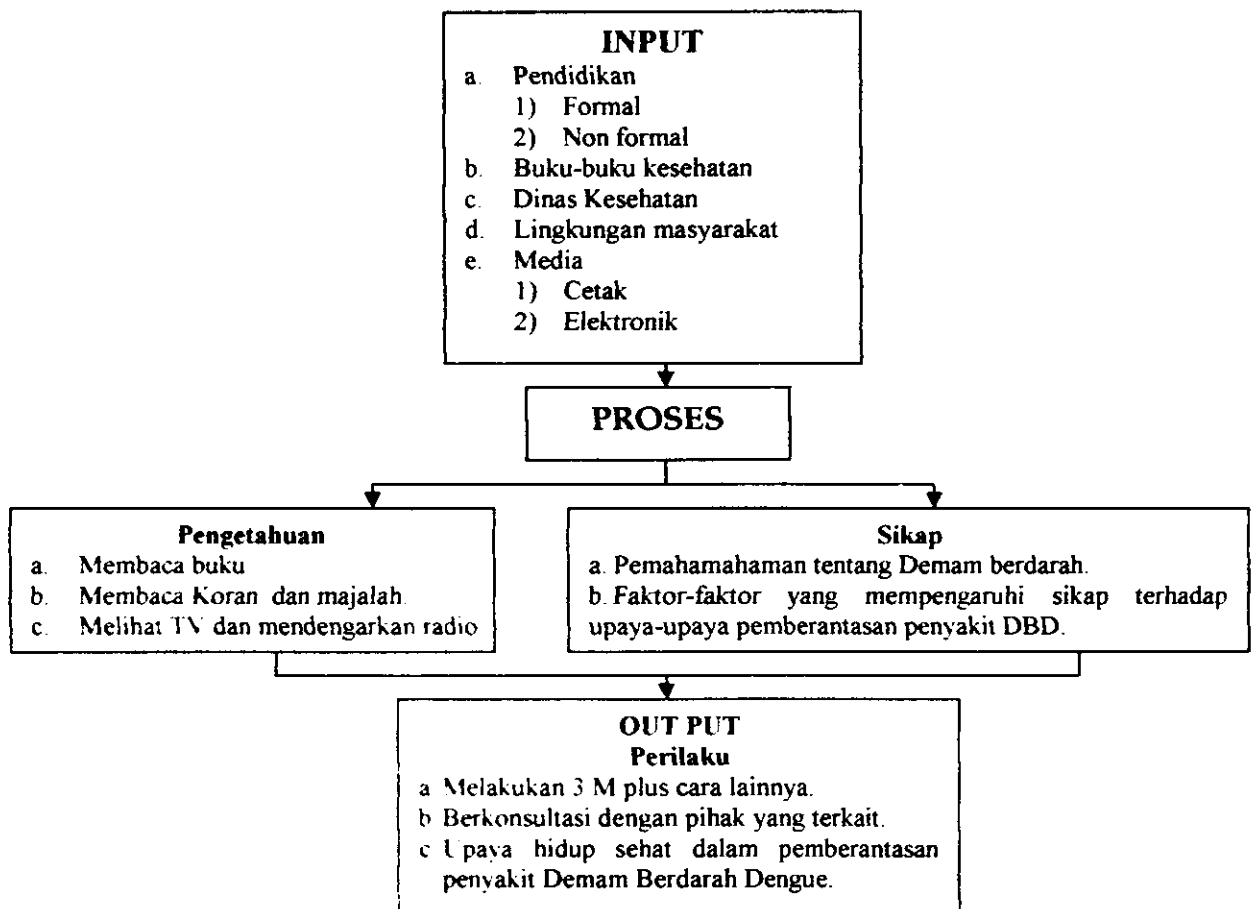 INPUT
a. Pendidikan
1) Formal
2) Non formal
b. Buku-buku kesehatan
c. Dinas Kesehatan
d. Lingkungan masyarakat
e. Media
1) Cetak
2) Elektronik
PROSES
Pengetahuan
a. Membaca buku
b. Membaca Koran dan majalah
c. Melihat TV dan mendengarkan radio
Sikap
a. Pemahamahaman tentang Demam berdarah.
b. Faktor-faktor yang mempengaruhi sikap terhadap
upaya-upaya pemberantasan penyakit DBD.
OUT PUT
Perilaku
a Melakukan 3 M plus cara lainnya.
b Berkonsultasi dengan pihak yang terkait.
c Upaya hidup sehat dalam pemberantasan
penyakit Demam Berdarah Dengue.